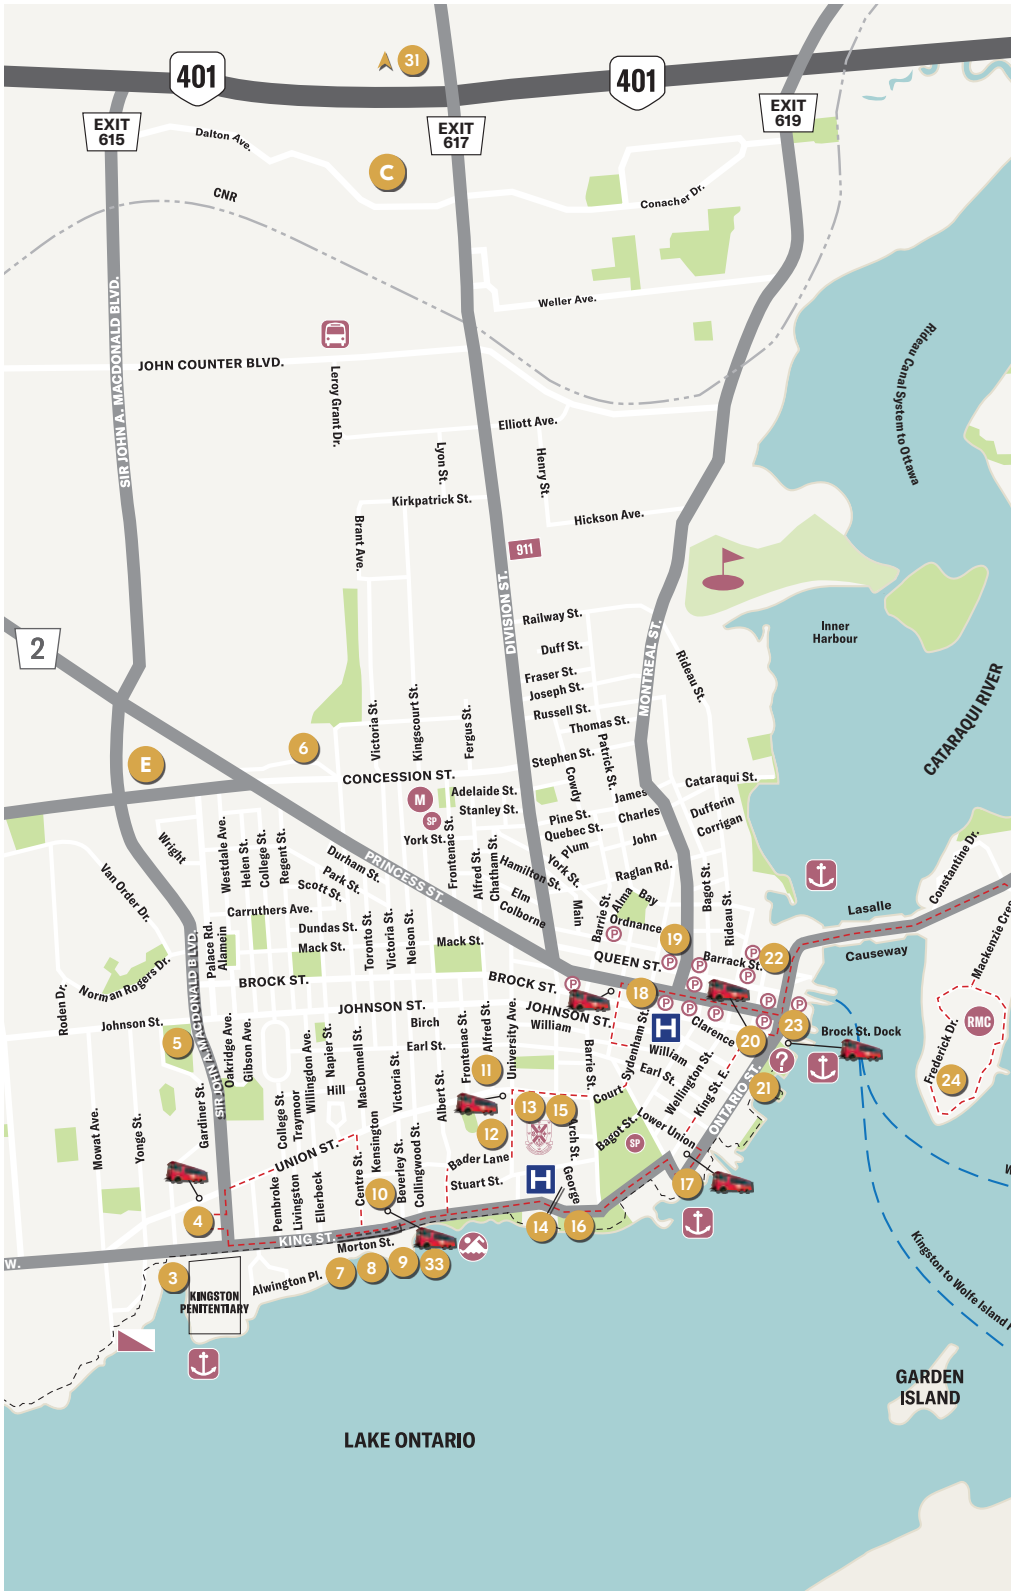 31
401
401
EXIT
615
EXIT
617
EXIT
619
Dalton Ave.
C
CNR
Conacher Dr.
Weller Ave.
SIR JOHN A. MACDONALD BLVD.
JOHN COUNTER BLVD.
Leroy Grant Dr.
Rideau Canal System to Ottawa
Elliott Ave.
Lyon St.
Henry St.
Kirkpatrick St.
Hickson Ave.
Brant Ave.
911
DIVISION ST.
MONTREAL ST.
2
Railway St.
Duff St.
Fraser St.
Joseph St.
Russell St.
Thomas St.
Rideau St.
Inner
Harbour
CATARAQUI RIVER
Victoria St.
Kingscourt St.
Fergus St.
6
E
Stephen St.
Patrick St.
Cowdy
CONCESSION ST.
Cataraqui St.
Adelaide St.
Stanley St.
M
SP
York St.
Frontenac St.
James
Charles
John
Dufferin
Corrigan
Pine St.
Quebec St.
Plum
York St.
Raglan Rd.
Wright
Westdale Ave.
Helen St.
College St.
Regent St.
Durham St.
Park St.
Scott St.
PRINCESS ST.
Alfred St.
Chatham St.
Hamilton St.
Elm
Colborne
Main
Barrie St.
Alma
Bay
Ordnance
Bagot St.
Rideau St.
Constantine Dr.
Van Order Dr.
Carruthers Ave.
Dundas St.
Mack St.
Palace Rd.
Alamein
Toronto St.
Victoria St.
Nelson St.
Mack St.
P
19
QUEEN ST.
P
Barrack St.
P
22
P
Lasalle
Causeway
Mackenzie Cres
Norman Rogers Dr.
Roden Dr.
BROCK ST.
BROCK ST.
P
18
P
P
P
P
P
P
P
Johnson St.
JOHNSON ST.
JOHNSON ST.
William
Birch
Earl St.
5
SIR JOHN A. MACDONALD BLVD.
Oakridge Ave.
Gibson Ave.
Willingdon Ave.
Napier St.
MacDonnell St.
Victoria St.
Frontenac St.
Alfred St.
University Ave.
Barrie St.
Sydenham St.
H
Clarence
William
Earl St.
20
23
Brock St. Dock
?
RMC
Frederick Dr.
24
11
Wellington St.
King St. E.
ONTARIO ST.
21
Gardiner St.
Mowat Ave.
Yonge St.
College St.
Traymoor
Hill
Kensington
Albert St.
13
15
12
Court
Arch St.
Bagot St.
SP
Lower Union
UNION ST.
Bader Lane
Stuart St.
H
George
17
Pembroke
Livingston
Ellerbeck
Centre St.
10
Beverley St.
Collingwood St.
4
14
16
W.
KING ST.
Morton St.
3
KINGSTON
PENITENTIARY
Alwington Pl.
7
8
9
33
Kingston to Wolfe Island
W
GARDEN
ISLAND
LAKE ONTARIO